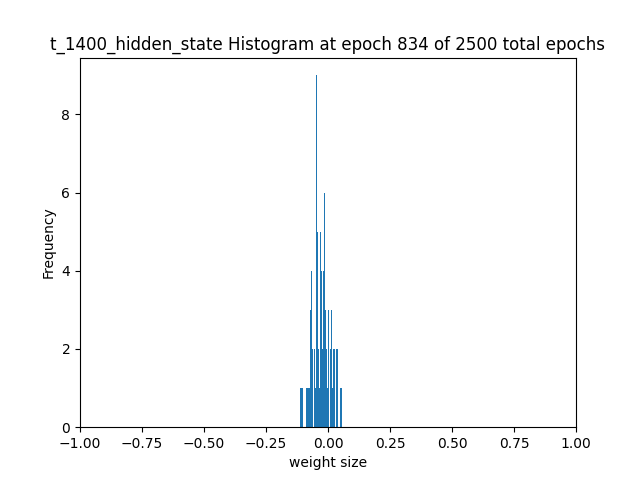 t_1400_hidden_state Histogram at epoch 834 of 2500 total epochs
Frequency
8
6
4
2
0
−1.00 −0.75 −0.50 −0.25 0.00 0.25 0.50 0.75 1.00
weight size